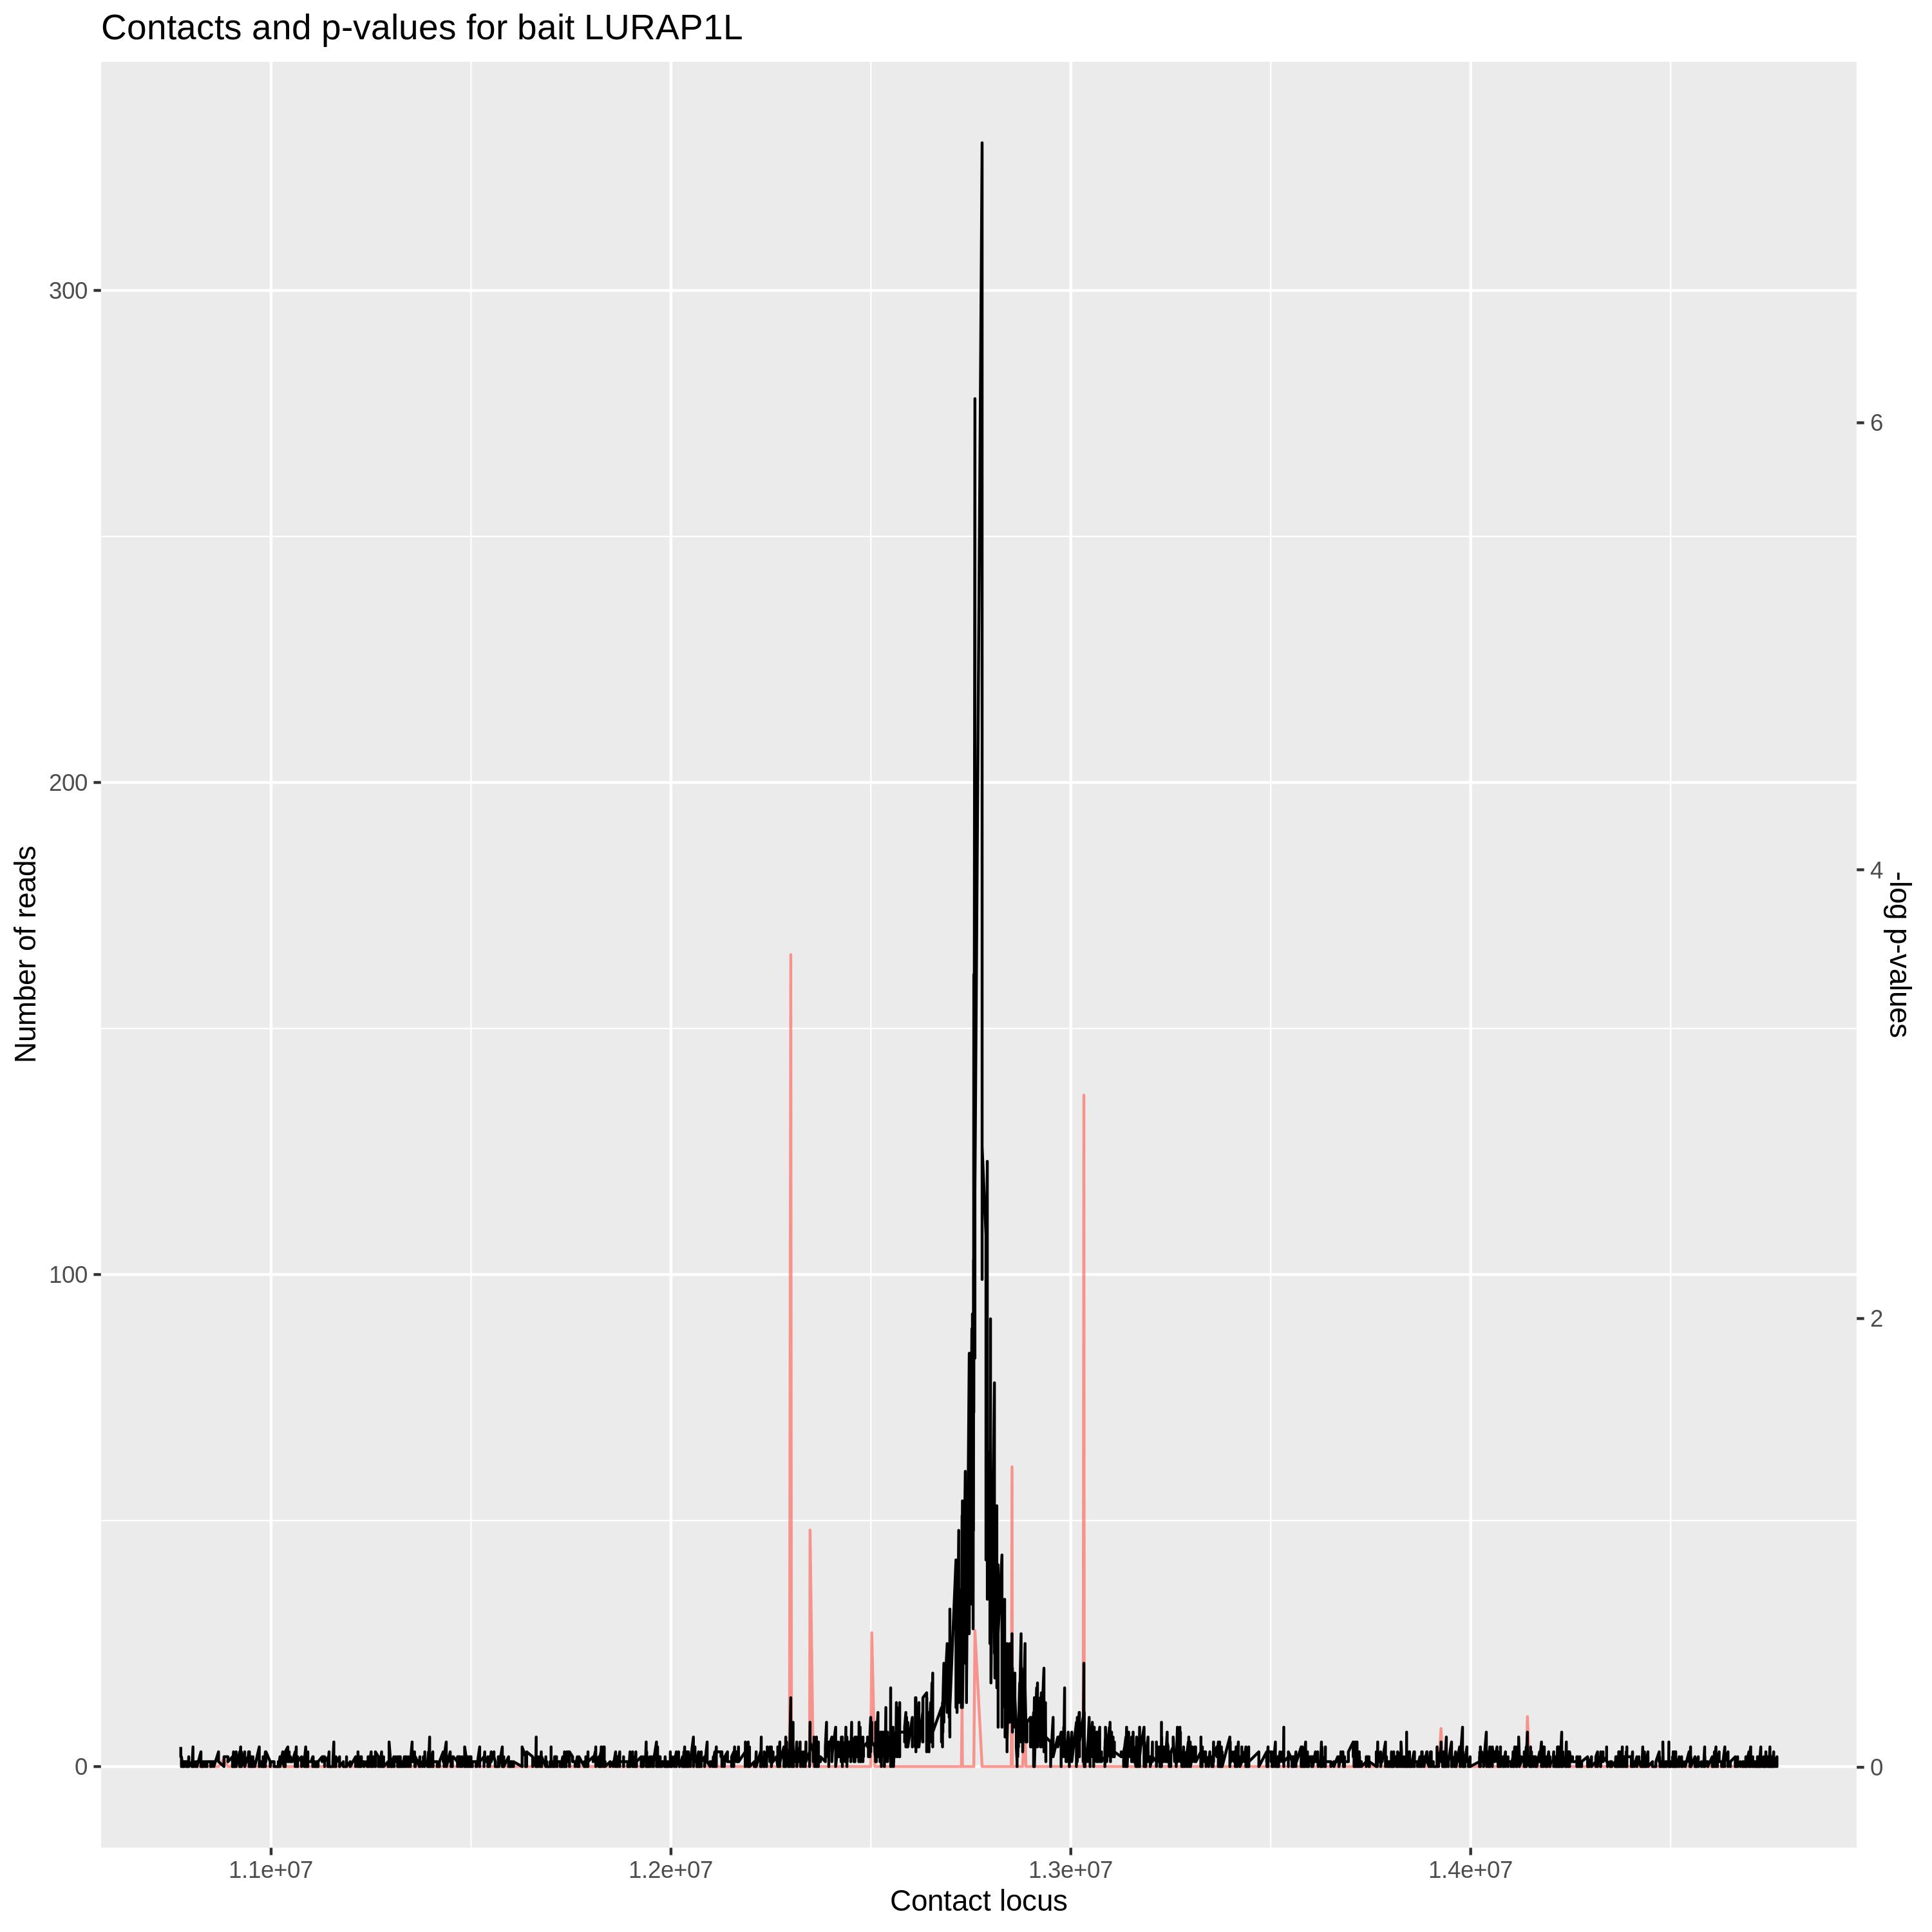 Contacts and p-values for bait LURAP1L
300
200
100
0
Number of reads
6
4
2
0
-log p-values
1.1e+07
1.2e+07
1.3e+07
1.4e+07
Contact locus